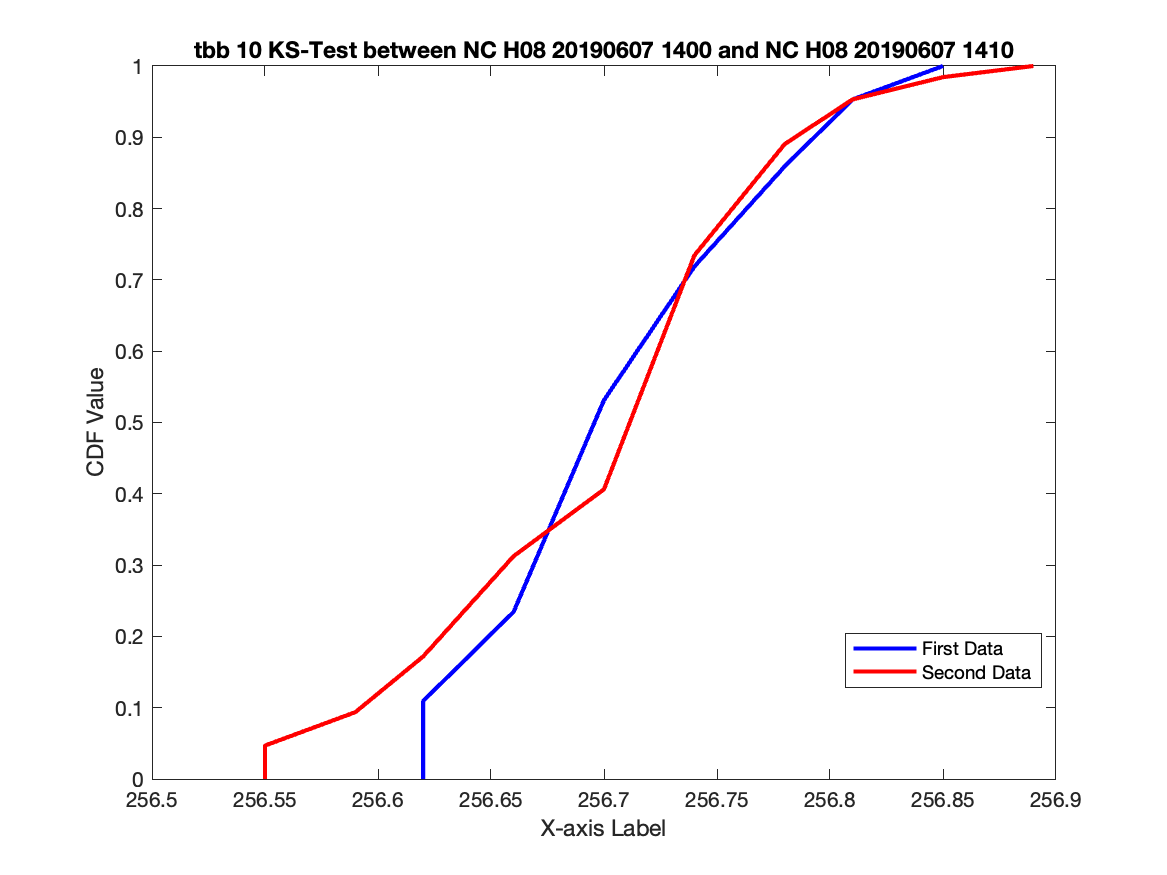 tbb 10 KS-Test between NC H08 20190607 1400 and NC H08 20190607 1410
1
0.9
0.8
0.7
0.6
0.5
0.4
0.3
0.2
0.1
0
CDF Value
First Data
Second Data
256.5 256.55 256.6 256.65 256.7 256.75 256.8 256.85 256.9
X-axis Label